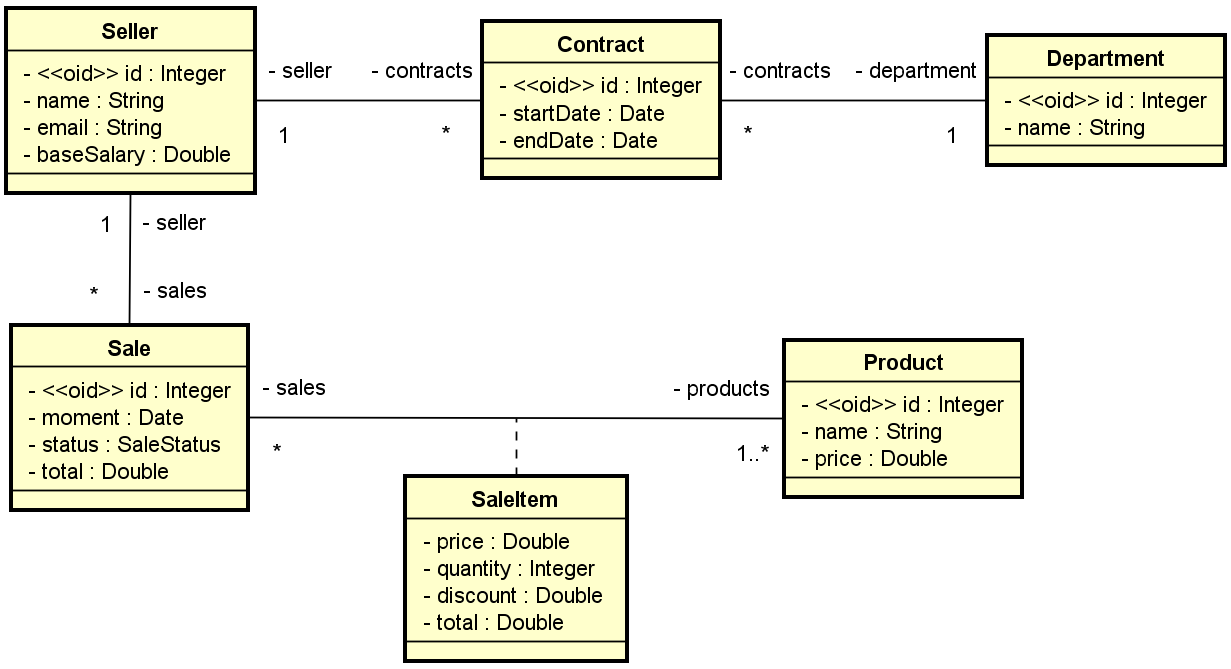 Seller
- <<oid>> id : Integer
- name : String
- email : String
- baseSalary : Double
- seller
- contracts
1
*
Contract
- <<oid>> id : Integer
- startDate : Date
- endDate : Date
- contracts
- department
*
1
Department
- <<oid>> id : Integer
- name : String
1
- seller
*
- sales
Sale
- <<oid>> id : Integer
- moment : Date
- status : SaleStatus
- total : Double
- sales
- products
*
1..*
Product
- <<oid>> id : Integer
- name : String
- price : Double
SaleItem
- price : Double
- quantity : Integer
- discount : Double
- total : Double